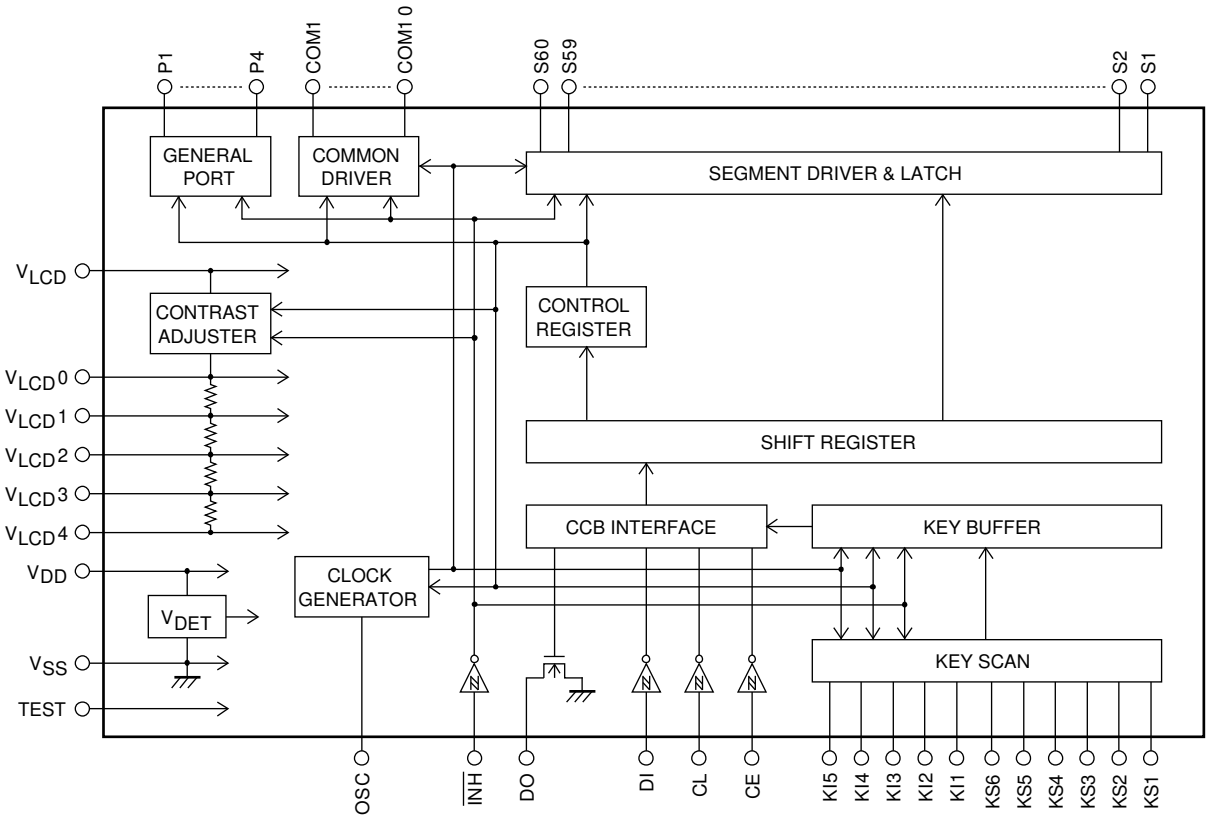 P1
P4
COM1
COM10
S60
S59
S2
S1
GENERAL
PORT
COMMON
DRIVER
SEGMENT DRIVER & LATCH
VLCD
CONTRAST
ADJUSTER
CONTROL
REGISTER
VLCD0
VLCD1
VLCD2
VLCD3
VLCD4
SHIFT REGISTER
CCB INTERFACE
KEY BUFFER
VDD
CLOCK
GENERATOR
VDET
VSS
KEY SCAN
TEST
OSC
INH
DO
DI
CL
CE
KI5
KI4
KI3
KI2
KI1
KS6
KS5
KS4
KS3
KS2
KS1